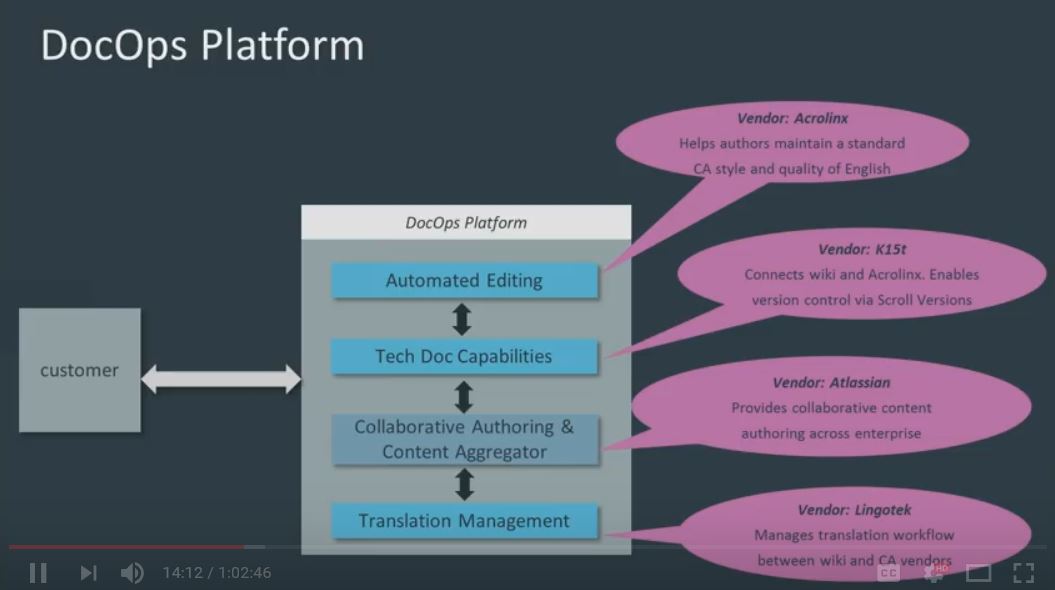 DocOps Platform
Vendor: Acrolinx
Helps authors maintain a standard
CA style and quality of English
DocOps Platform
Automated Editing
Vendor: K15t
Connects wiki and Acrolinx. Enables
version control via Scroll Versions
Tech Doc Capabilities
customer
Vendor: Atlassian
Provides collaborative content
authoring across enterprise
Collaborative Authoring &
Content Aggregator
Vendor: Lingotek
Manages translation workflow
between wiki and CA vendors
Translation Management
14:12 / 1:02:46
CC
HD